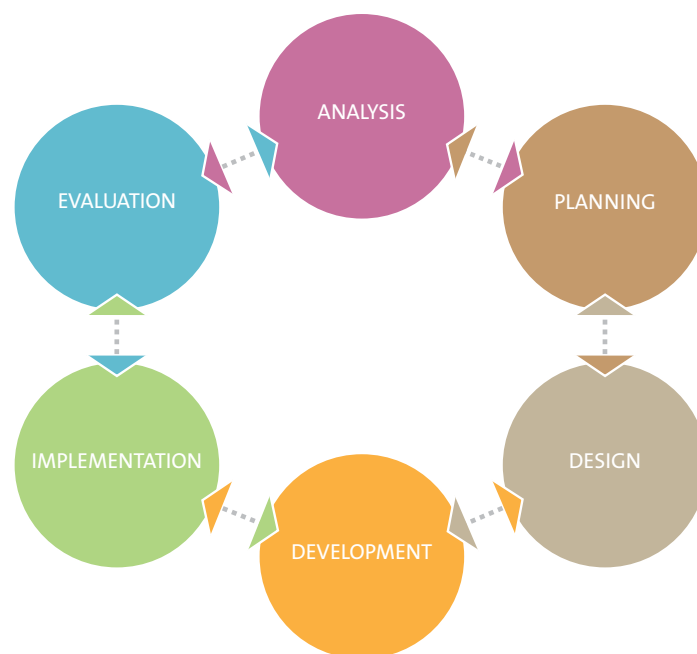 ANALYSIS
PLANNING
DESIGN
DEVELOPMENT
IMPLEMENTATION
EVALUATION